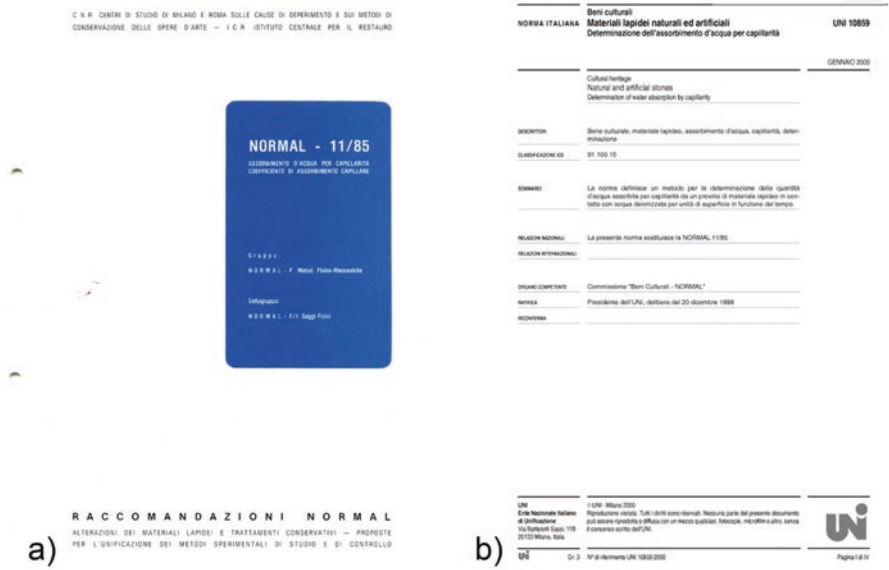 C N R CENTRI DI STUDIO DI MILANO E ROMA SULLE CAUSE DI DEPERIMENTO E SUI METODI DI
CONSERVAZIONE DELLE OPERE D'ARTE — I C R ISTITUTO CENTRALE PER IL RESTAURO
NORMAL - 11/85
ASSORBIMENTO D'ACQUA PER CAPILLARITÀ
COEFFICIENTE DI ASSORBIMENTO CAPILLARE
Gruppo
NORMAL - F Metod. Fisico-Meccaniche
Sottogruppo
NORMAL - F/1 Saggi Fisici
RACCOMANDAZIONI NORMAL
ALTERAZIONI DEI MATERIALI LAPIDEI E TRATTAMENTI CONSERVATIVI — PROPOSTE
PER L'UNIFICAZIONE DEI METODI SPERIMENTALI DI STUDIO E DI CONTROLLO
a)
NORMA ITALIANA
Beni culturali
Materiali lapidei naturali ed artificiali
Determinazione dell'assorbimento d'acqua per capillarità
UNI 10859
GENNAIO 2000
Cultural heritage
Natural and artificial stones
Determination of water absorption by capillarity
DESCRITTORI
Bene culturale, materiale lapideo, assorbimento d'acqua, capillarità, deter-
minazione
CLASSIFICAZIONE ICS
91.100.15
SOMMARIO
La norma definisce un metodo per la determinazione della quantità
d'acqua assorbita per capillarità da un provino di materiale lapideo in con-
tatto con acqua deionizzata per unità di superficie in funzione del tempo.
RELAZIONI NAZIONALI
La presente norma sostituisce la NORMAL 11/85.
RELAZIONI INTERNAZIONALI
ORGANO COMPETENTE
Commissione "Beni Culturali - NORMAL"
RATIFICA
Presidente dell'UNI, delibera del 20 dicembre 1999
RICONFERMA
b)
UNI
Ente Nazionale Italiano
di Unificazione
Via Battistotti Sassi, 11B
20133 Milano, Italia
© UNI - Milano 2000
Riproduzione vietata. Tutti i diritti sono riservati. Nessuna parte del presente documento
può essere riprodotta o diffusa con un mezzo qualsiasi, fotocopie, microfilm o altro, senza
il consenso scritto dell'UNI.
UNI
UNI
Gr. 3
Nº di riferimento UNI 10859:2000
Pagina I di IV